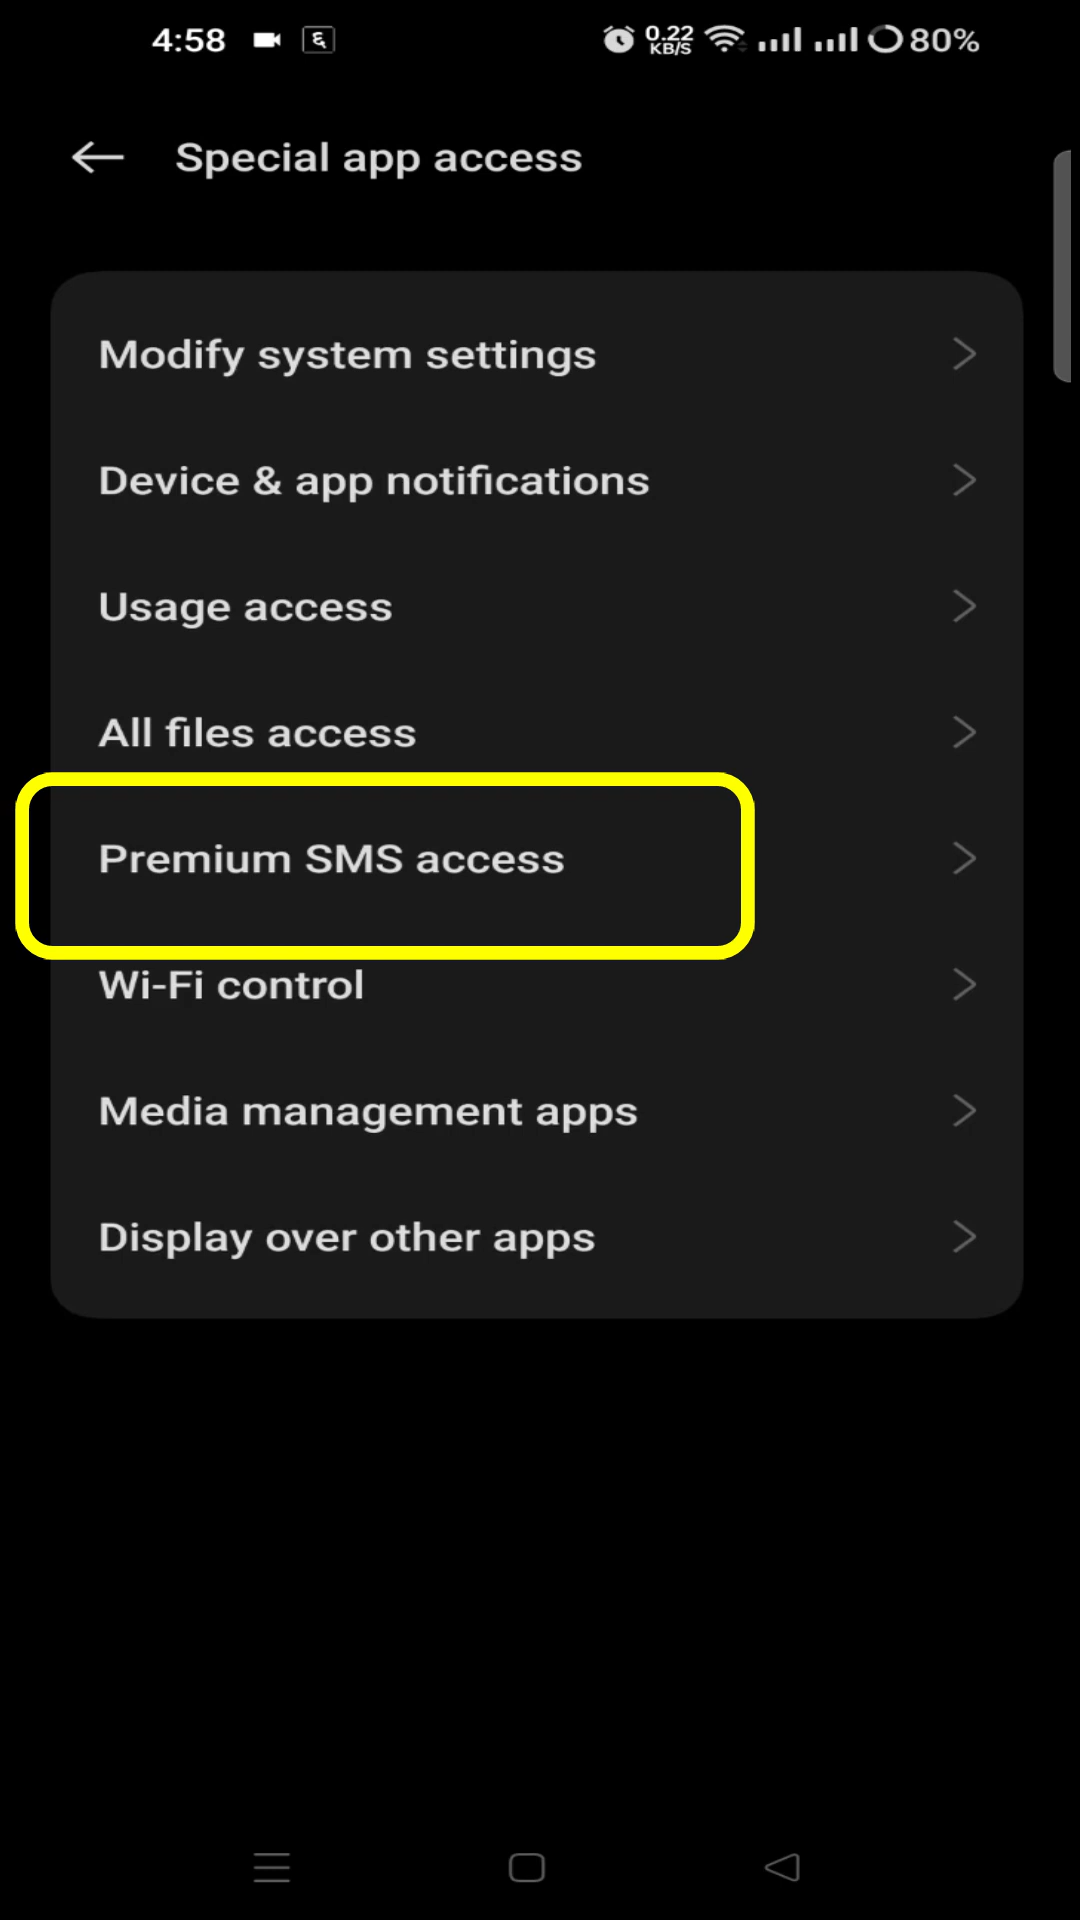 4:58 ६ 0.22 KB/S 80%
Special app access
Modify system settings
Device & app notifications
Usage access
All files access
Premium SMS access
Wi-Fi control
Media management apps
Display over other apps